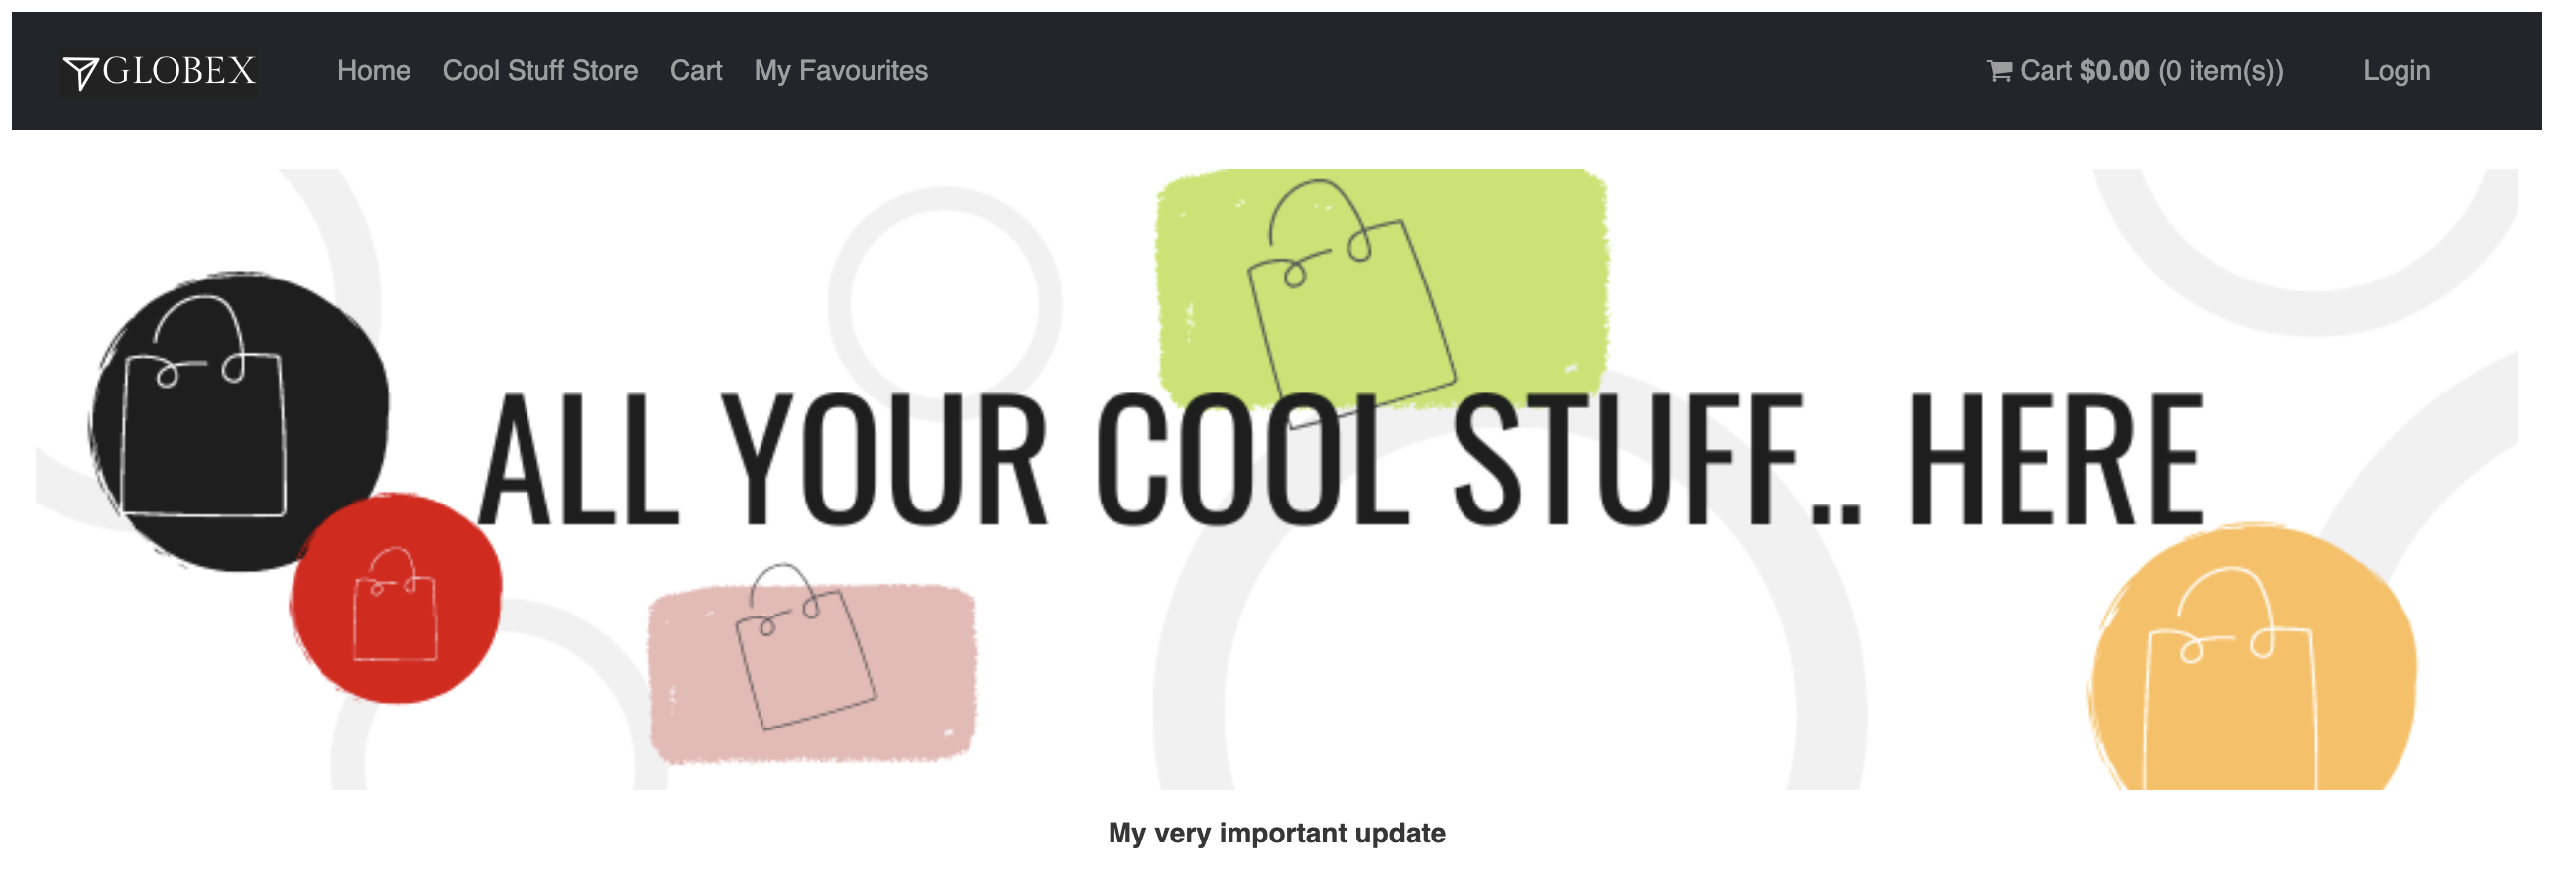 GLOBEX Home Cool Stuff Store Cart My Favourites Cart $0.00 (0 item(s)) Login
ALL YOUR COOL STUFF.. HERE
My very important update